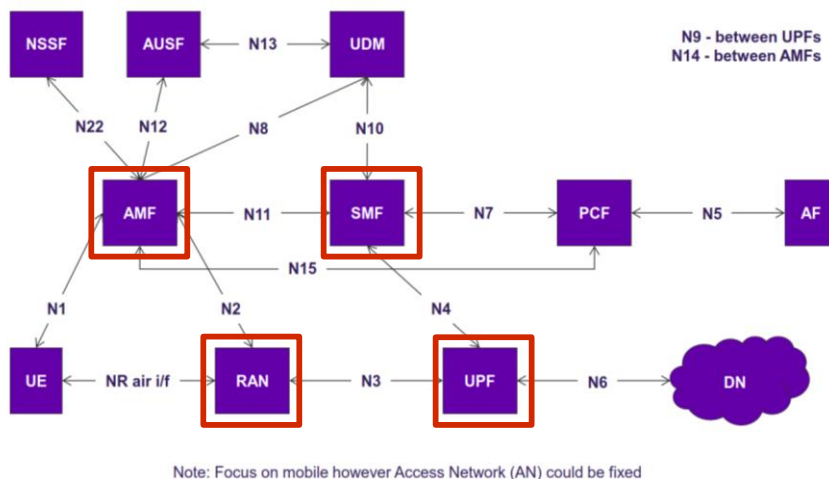 NSSF
AUSF
N13
UDM
N9 - between UPFs
N14 - between AMFs
N22
N12
N8
N10
AMF
N11
SMF
N7
PCF
N5
AF
N15
N1
N2
N4
UE
NR air i/f
RAN
N3
UPF
N6
DN
Note: Focus on mobile however Access Network (AN) could be fixed